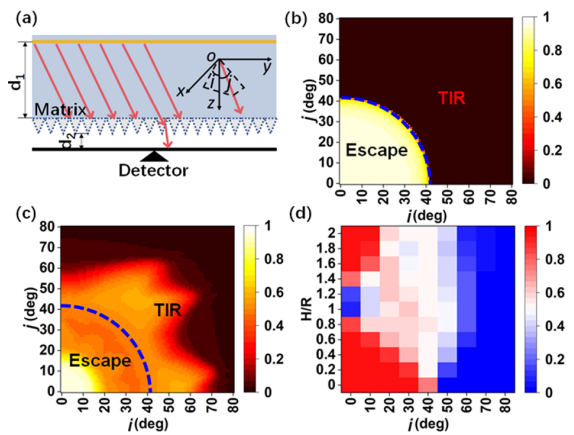 (a)
d1
o
y
x
z
i
j
Matrix
d2
Detector
(b)
80
70
60
50
40
30
20
10
0
j (deg)
TIR
Escape
0 10 20 30 40 50 60 70 80
i (deg)
1
0.8
0.6
0.4
0.2
0
(c)
80
70
60
50
40
30
20
10
0
j (deg)
TIR
Escape
0 10 20 30 40 50 60 70 80
i (deg)
1
0.8
0.6
0.4
0.2
0
(d)
2
1.8
1.6
1.4
1.2
1
0.8
0.6
0.4
0.2
0
H/R
0 10 20 30 40 50 60 70 80
i (deg)
1
0.8
0.6
0.4
0.2
0